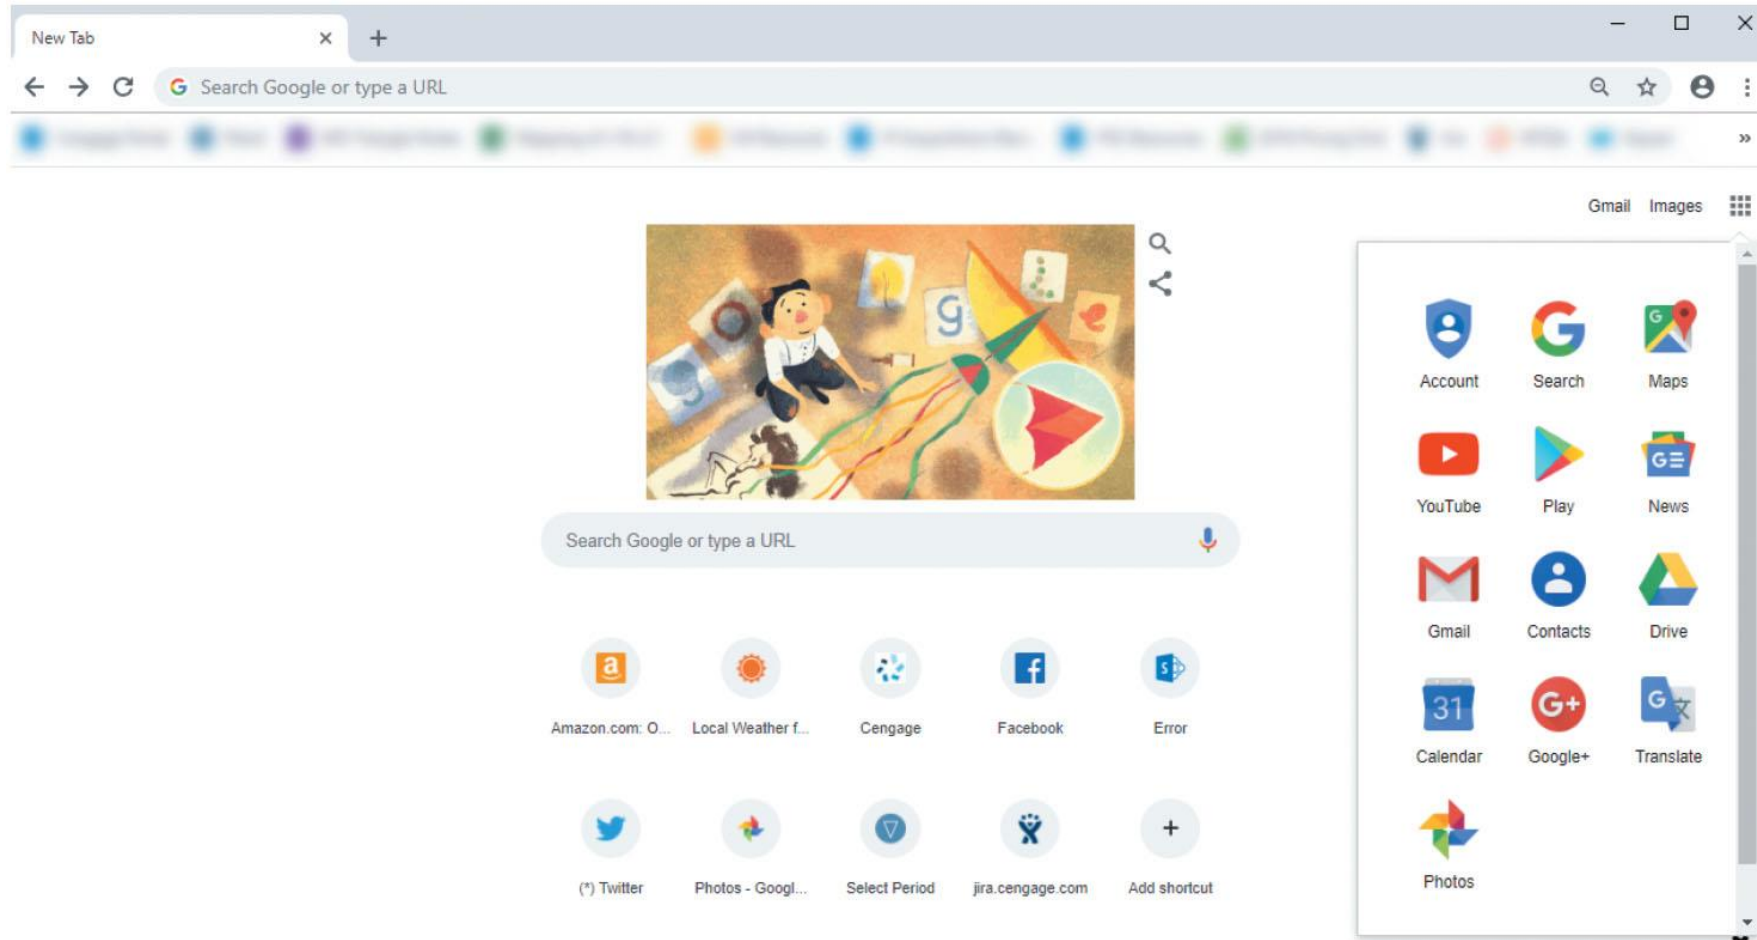 New Tab
Search Google or type a URL
Gmail Images
Search Google or type a URL
Amazon.com: O...
Local Weather f...
Cengage
Facebook
Error
(*) Twitter
Photos - Googl...
Select Period
jira.cengage.com
Add shortcut
Account
Search
Maps
YouTube
Play
News
Gmail
Contacts
Drive
31
Calendar
G+
Google+
Translate
Photos